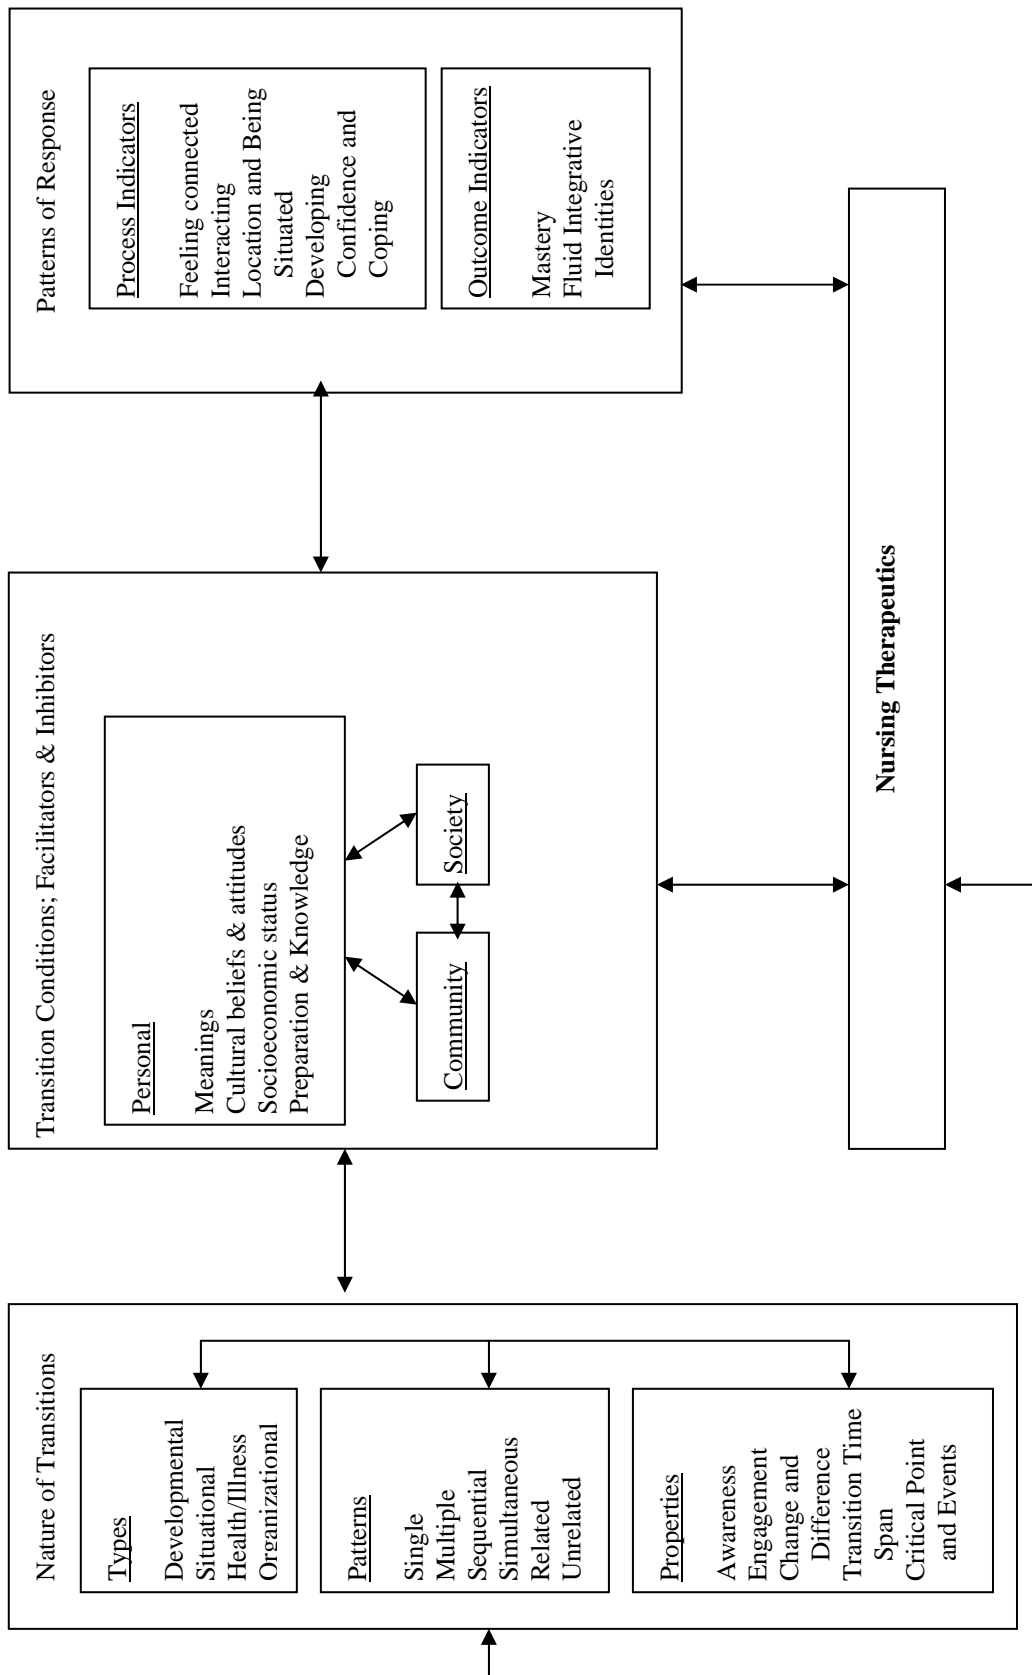 Nature of Transitions
Types
Developmental
Situational
Health/Illness
Organizational
Patterns
Single
Multiple
Sequential
Simultaneous
Related
Unrelated
Properties
Awareness
Engagement
Change and
Difference
Transition Time
Span
Critical Point
and Events
Transition Conditions; Facilitators & Inhibitors
Personal
Meanings
Cultural beliefs & attitudes
Socioeconomic status
Preparation & Knowledge
Community
Society
Patterns of Response
Process Indicators
Feeling connected
Interacting
Location and Being
Situated
Developing
Confidence and
Coping
Outcome Indicators
Mastery
Fluid Integrative
Identities
Nursing Therapeutics